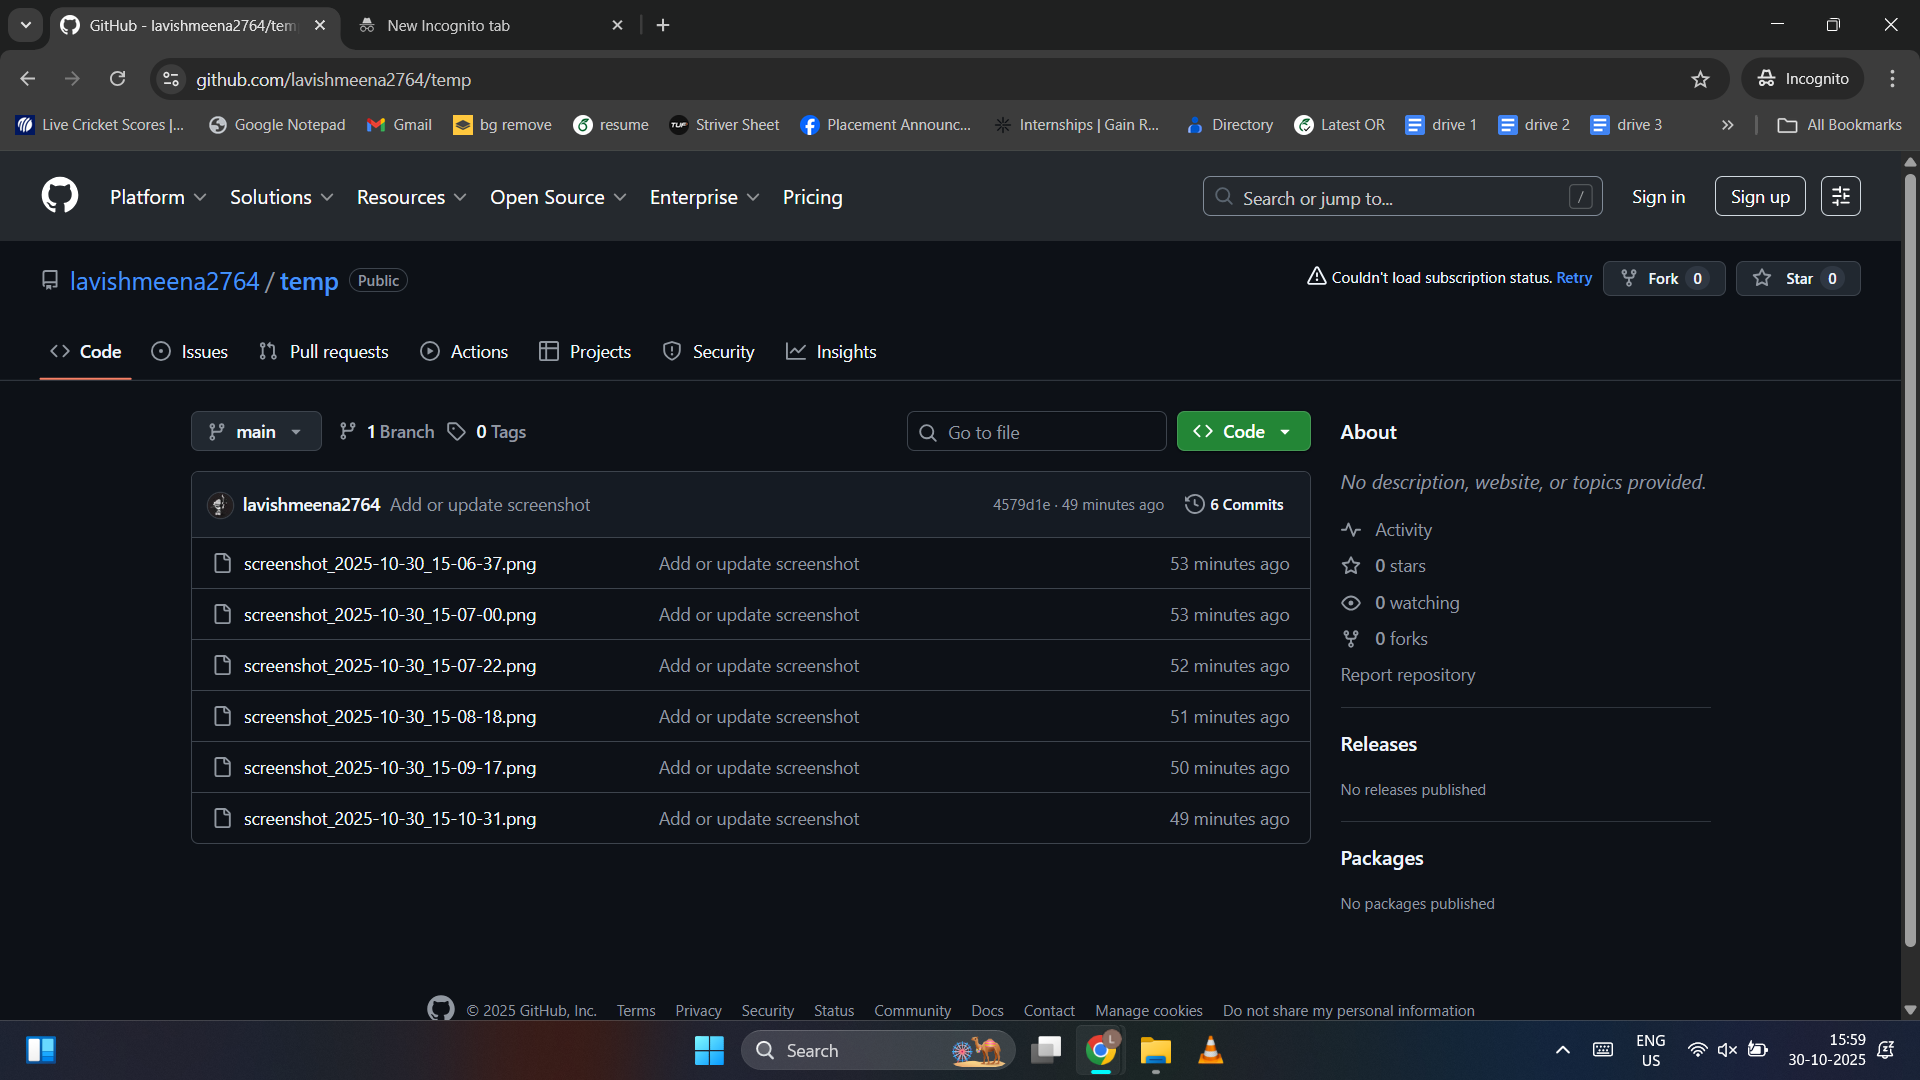 GitHub - lavishmeena2764/tem
New Incognito tab
github.com/lavishmeena2764/temp
Incognito
Live Cricket Scores |...
Google Notepad
Gmail
bg remove
resume
TUF
Striver Sheet
Placement Announc...
Internships | Gain R...
Directory
Latest OR
drive 1
drive 2
drive 3
All Bookmarks
Platform
Solutions
Resources
Open Source
Enterprise
Pricing
Search or jump to...
/
Sign in
Sign up
lavishmeena2764 / temp
Public
Couldn't load subscription status. Retry
Fork 0
Star 0
Code
Issues
Pull requests
Actions
Projects
Security
Insights
main
1 Branch
0 Tags
Go to file
Code
lavishmeena2764 Add or update screenshot
4579d1e · 49 minutes ago
6 Commits
screenshot_2025-10-30_15-06-37.png Add or update screenshot 53 minutes ago
screenshot_2025-10-30_15-07-00.png Add or update screenshot 53 minutes ago
screenshot_2025-10-30_15-07-22.png Add or update screenshot 52 minutes ago
screenshot_2025-10-30_15-08-18.png Add or update screenshot 51 minutes ago
screenshot_2025-10-30_15-09-17.png Add or update screenshot 50 minutes ago
screenshot_2025-10-30_15-10-31.png Add or update screenshot 49 minutes ago
About
No description, website, or topics provided.
Activity
0 stars
0 watching
0 forks
Report repository
Releases
No releases published
Packages
No packages published
© 2025 GitHub, Inc.
Terms
Privacy
Security
Status
Community
Docs
Contact
Manage cookies
Do not share my personal information
Search
L
ENG
US
15:59
30-10-2025